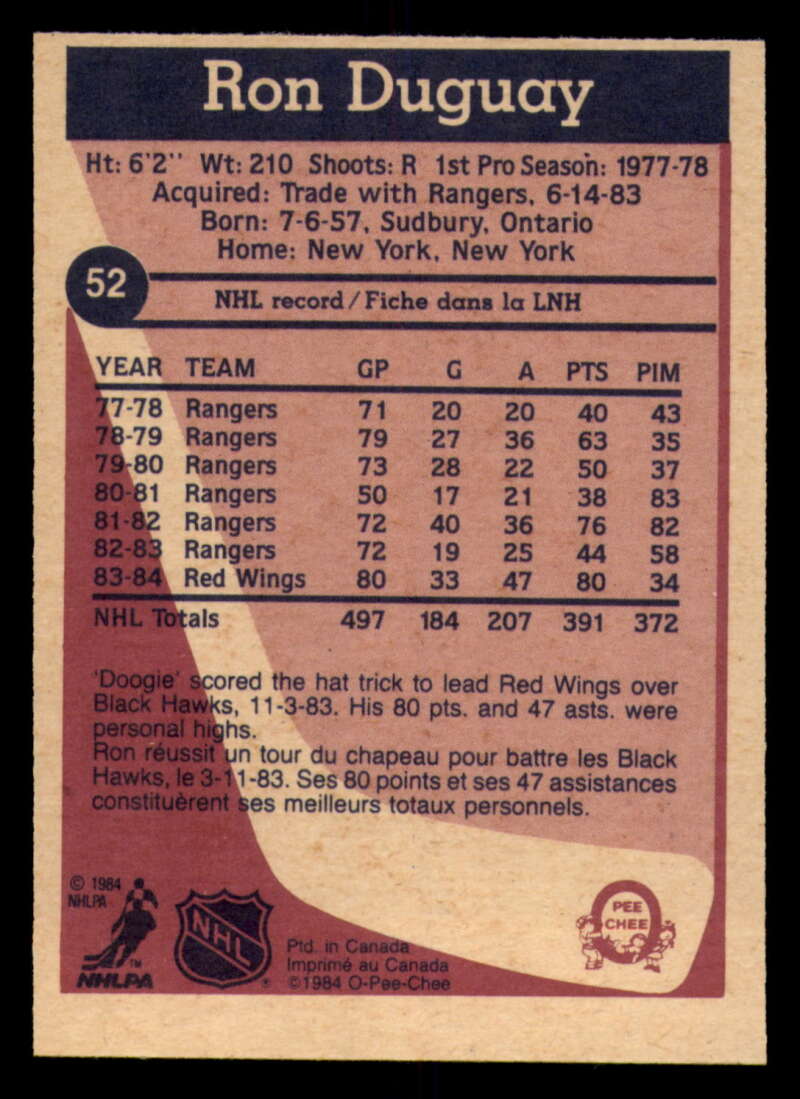 Ron Duguay
Ht: 6'2" Wt: 210 Shoots: R 1st Pro Season: 1977-78
Acquired: Trade with Rangers, 6-14-83
Born: 7-6-57, Sudbury, Ontario
Home: New York, New York
52
NHL record/Fiche dans la LNH
YEAR TEAM GP G A PTS PIM
77-78 Rangers 71 20 20 40 43
78-79 Rangers 79 27 36 63 35
79-80 Rangers 73 28 22 50 37
80-81 Rangers 50 17 21 38 83
81-82 Rangers 72 40 36 76 82
82-83 Rangers 72 19 25 44 58
83-84 Red Wings 80 33 47 80 34
NHL Totals 497 184 207 391 372
'Doogie' scored the hat trick to lead Red Wings over
Black Hawks, 11-3-83. His 80 pts. and 47 asts. were
personal highs.
Ron réussit un tour du chapeau pour battre les Black
Hawks, le 3-11-83. Ses 80 points et ses 47 assistances
constituèrent ses meilleurs totaux personnels.
© 1984
NHLPA
TM
NHLPA
NHL
®
Ptd. in Canada
Imprimé au Canada
©1984 O-Pee-Chee
PEE
CHEE